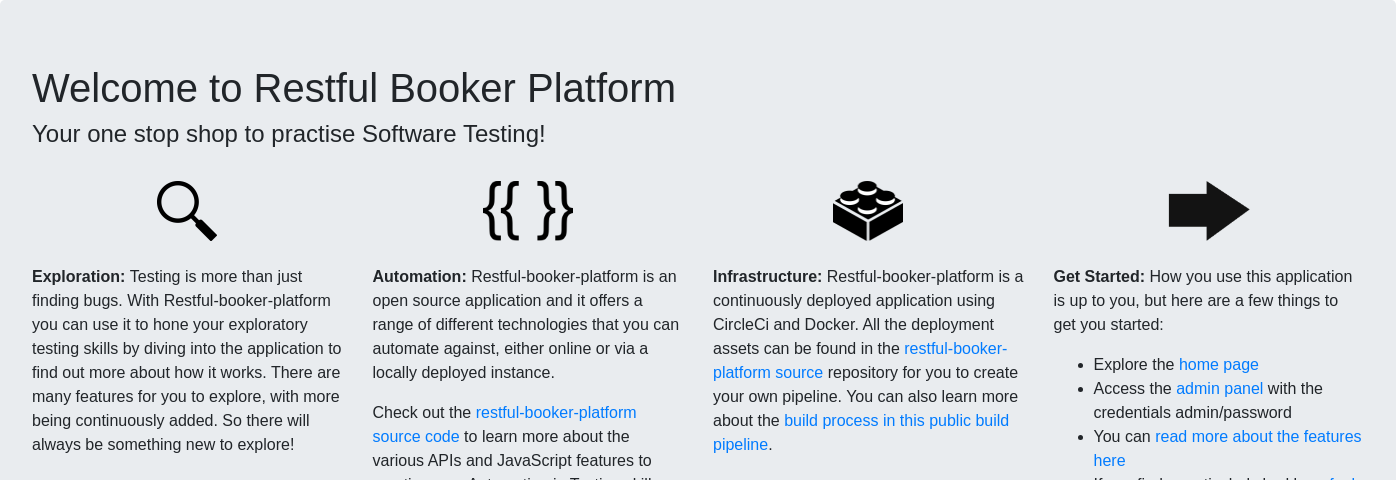 Welcome to Restful Booker Platform
Your one stop shop to practise Software Testing!
{{ }}
Exploration: Testing is more than just
finding bugs. With Restful-booker-platform
you can use it to hone your exploratory
testing skills by diving into the application to
find out more about how it works. There are
many features for you to explore, with more
being continuously added. So there will
always be something new to explore!
Automation: Restful-booker-platform is an
open source application and it offers a
range of different technologies that you can
automate against, either online or via a
locally deployed instance.
Check out the restful-booker-platform
source code to learn more about the
various APIs and JavaScript features to
Infrastructure: Restful-booker-platform is a
continuously deployed application using
CircleCi and Docker. All the deployment
assets can be found in the restful-booker-
platform source repository for you to create
your own pipeline. You can also learn more
about the build process in this public build
pipeline.
Get Started: How you use this application
is up to you, but here are a few things to
get you started:
• Explore the home page
• Access the admin panel with the
credentials admin/password
• You can read more about the features
here